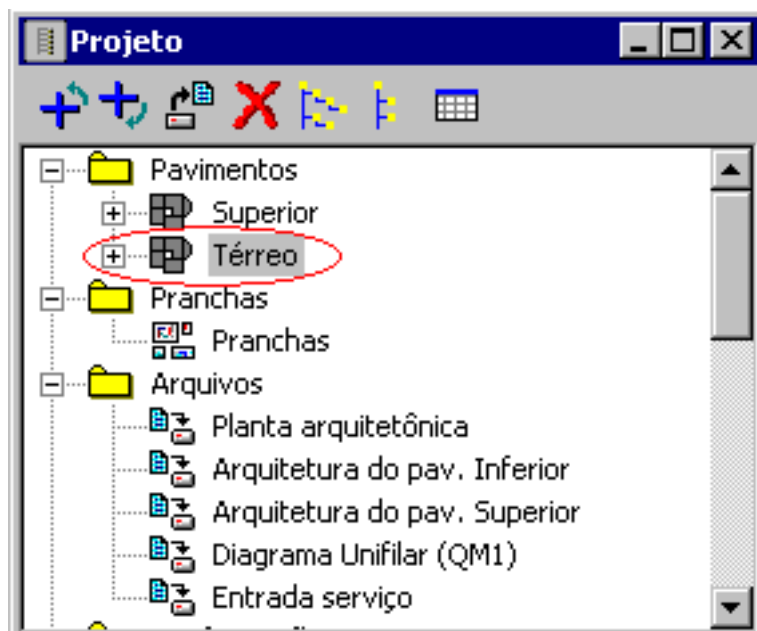 Projeto
Pavimentos
Superior
Térreo
Pranchas
Pranchas
Arquivos
Planta arquitetônica
Arquitetura do pav. Inferior
Arquitetura do pav. Superior
Diagrama Unifilar (QM1)
Entrada serviço